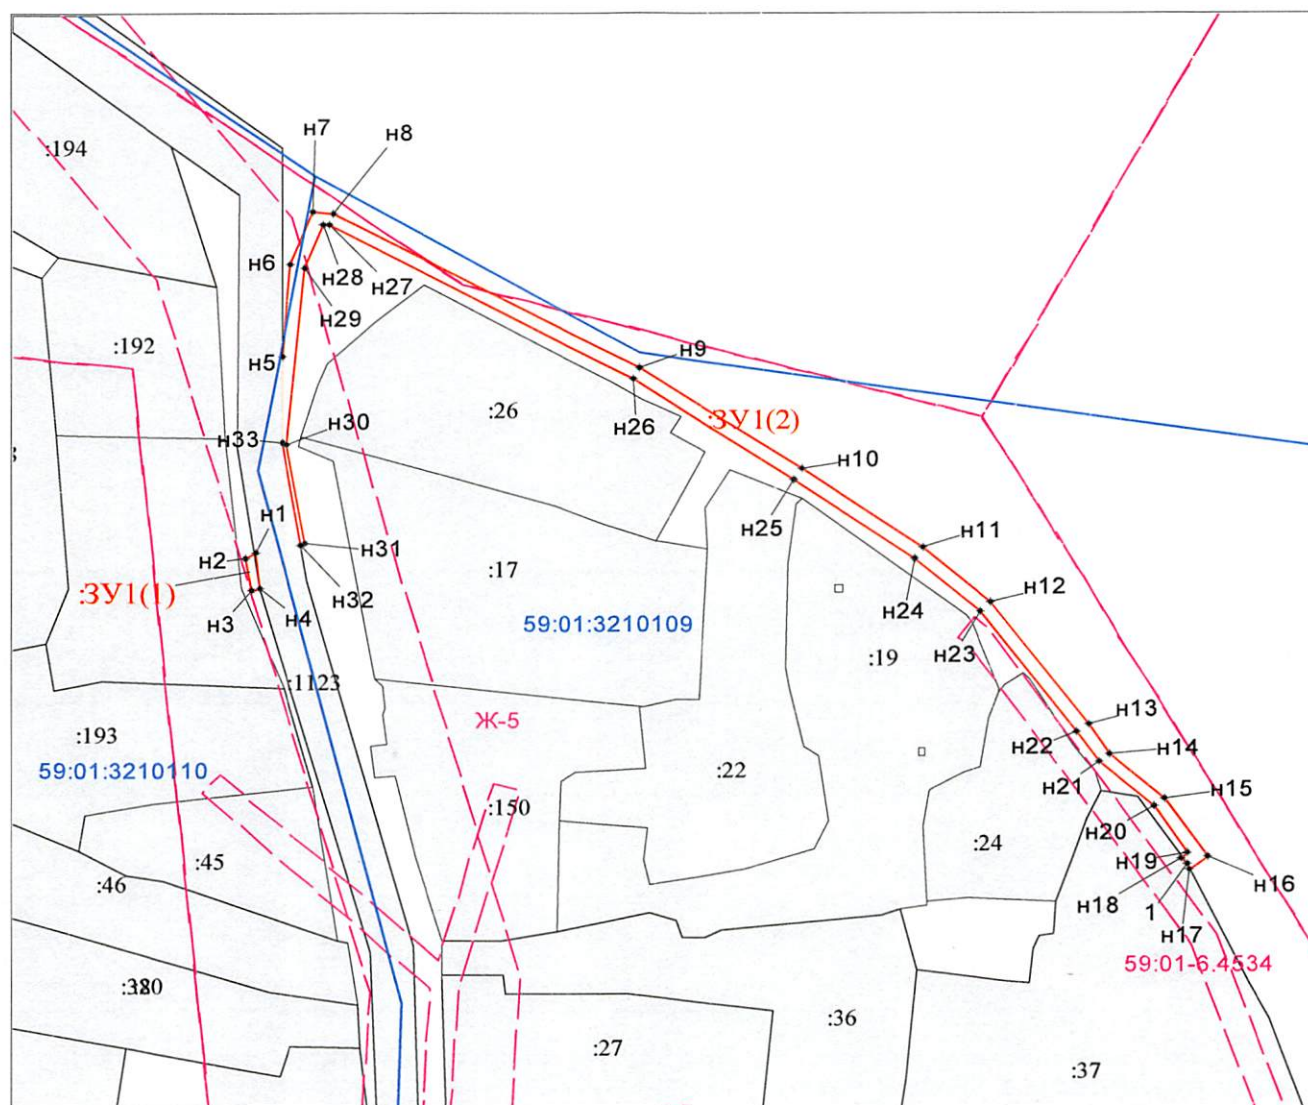 н7
н8
:194
н6
н28
н27
н29
:192
н5
н9
:26
:ЗУ1(2)
н26
н33
н30
н10
н25
н1
н31
н11
н2
:17
н12
:ЗУ1(1)
н3
н4
н32
н24
59:01:3210109
:19
н23
:1123
Ж-5
н13
:193
н22
н14
59:01:3210110
:22
н21
н15
:150
н20
:24
:45
н19
н16
:46
н18
1
н17
59:01-6.4534
:36
:27
:37